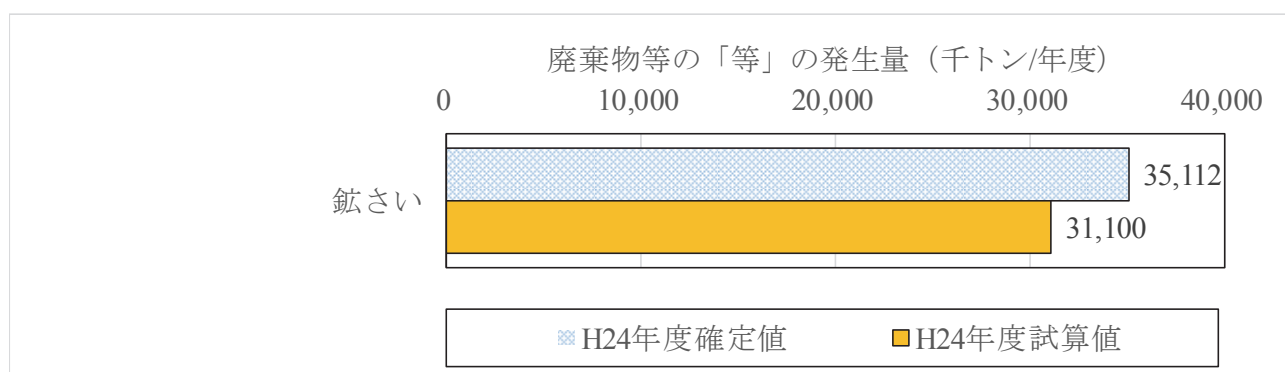 廃棄物等の「等」の発生量（千トン/年度）
0 10,000 20,000 30,000 40,000
鉱さい
35,112
31,100
H24年度確定値 H24年度試算値